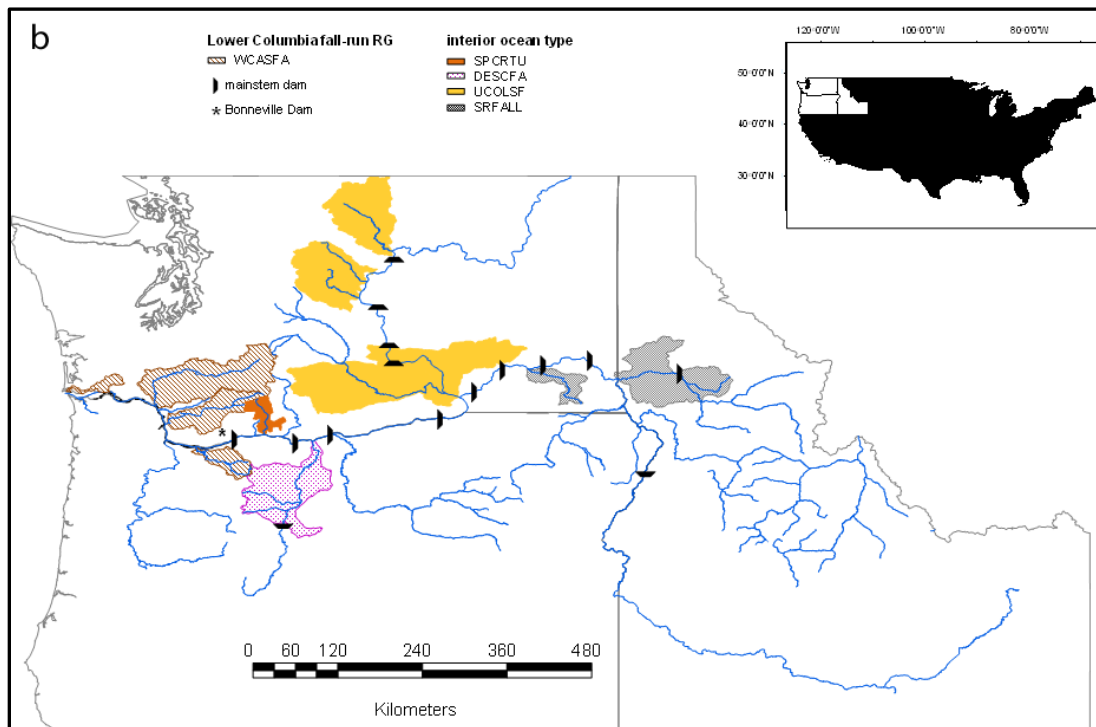 b
Lower Columbia fall-run RG
WCASFA
mainstem dam
* Bonneville Dam
interior ocean type
SPCRTU
DESCFA
UCOLSF
SRFALL
120°0'0"W 100°0'0"W 80°0'0"W
50°0'0"N
40°0'0"N
30°0'0"N
*
0 30 60 90 120 240 360 480
Kilometers